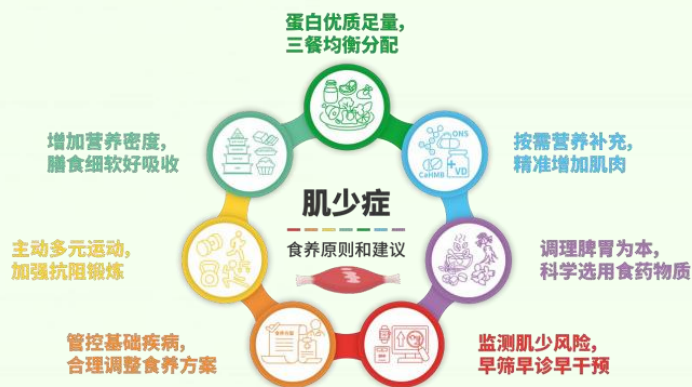 蛋白优质足量，
三餐均衡分配
增加营养密度，
膳食细软好吸收
ONS
CaHMB
VD
按需营养补充，
精准增加肌肉
肌少症
食养原则和建议
主动多元运动，
加强抗阻锻炼
调理脾胃为本，
科学选用食药物质
管控基础疾病，
合理调整食养方案
食养方案
监测肌少风险，
早筛早诊早干预